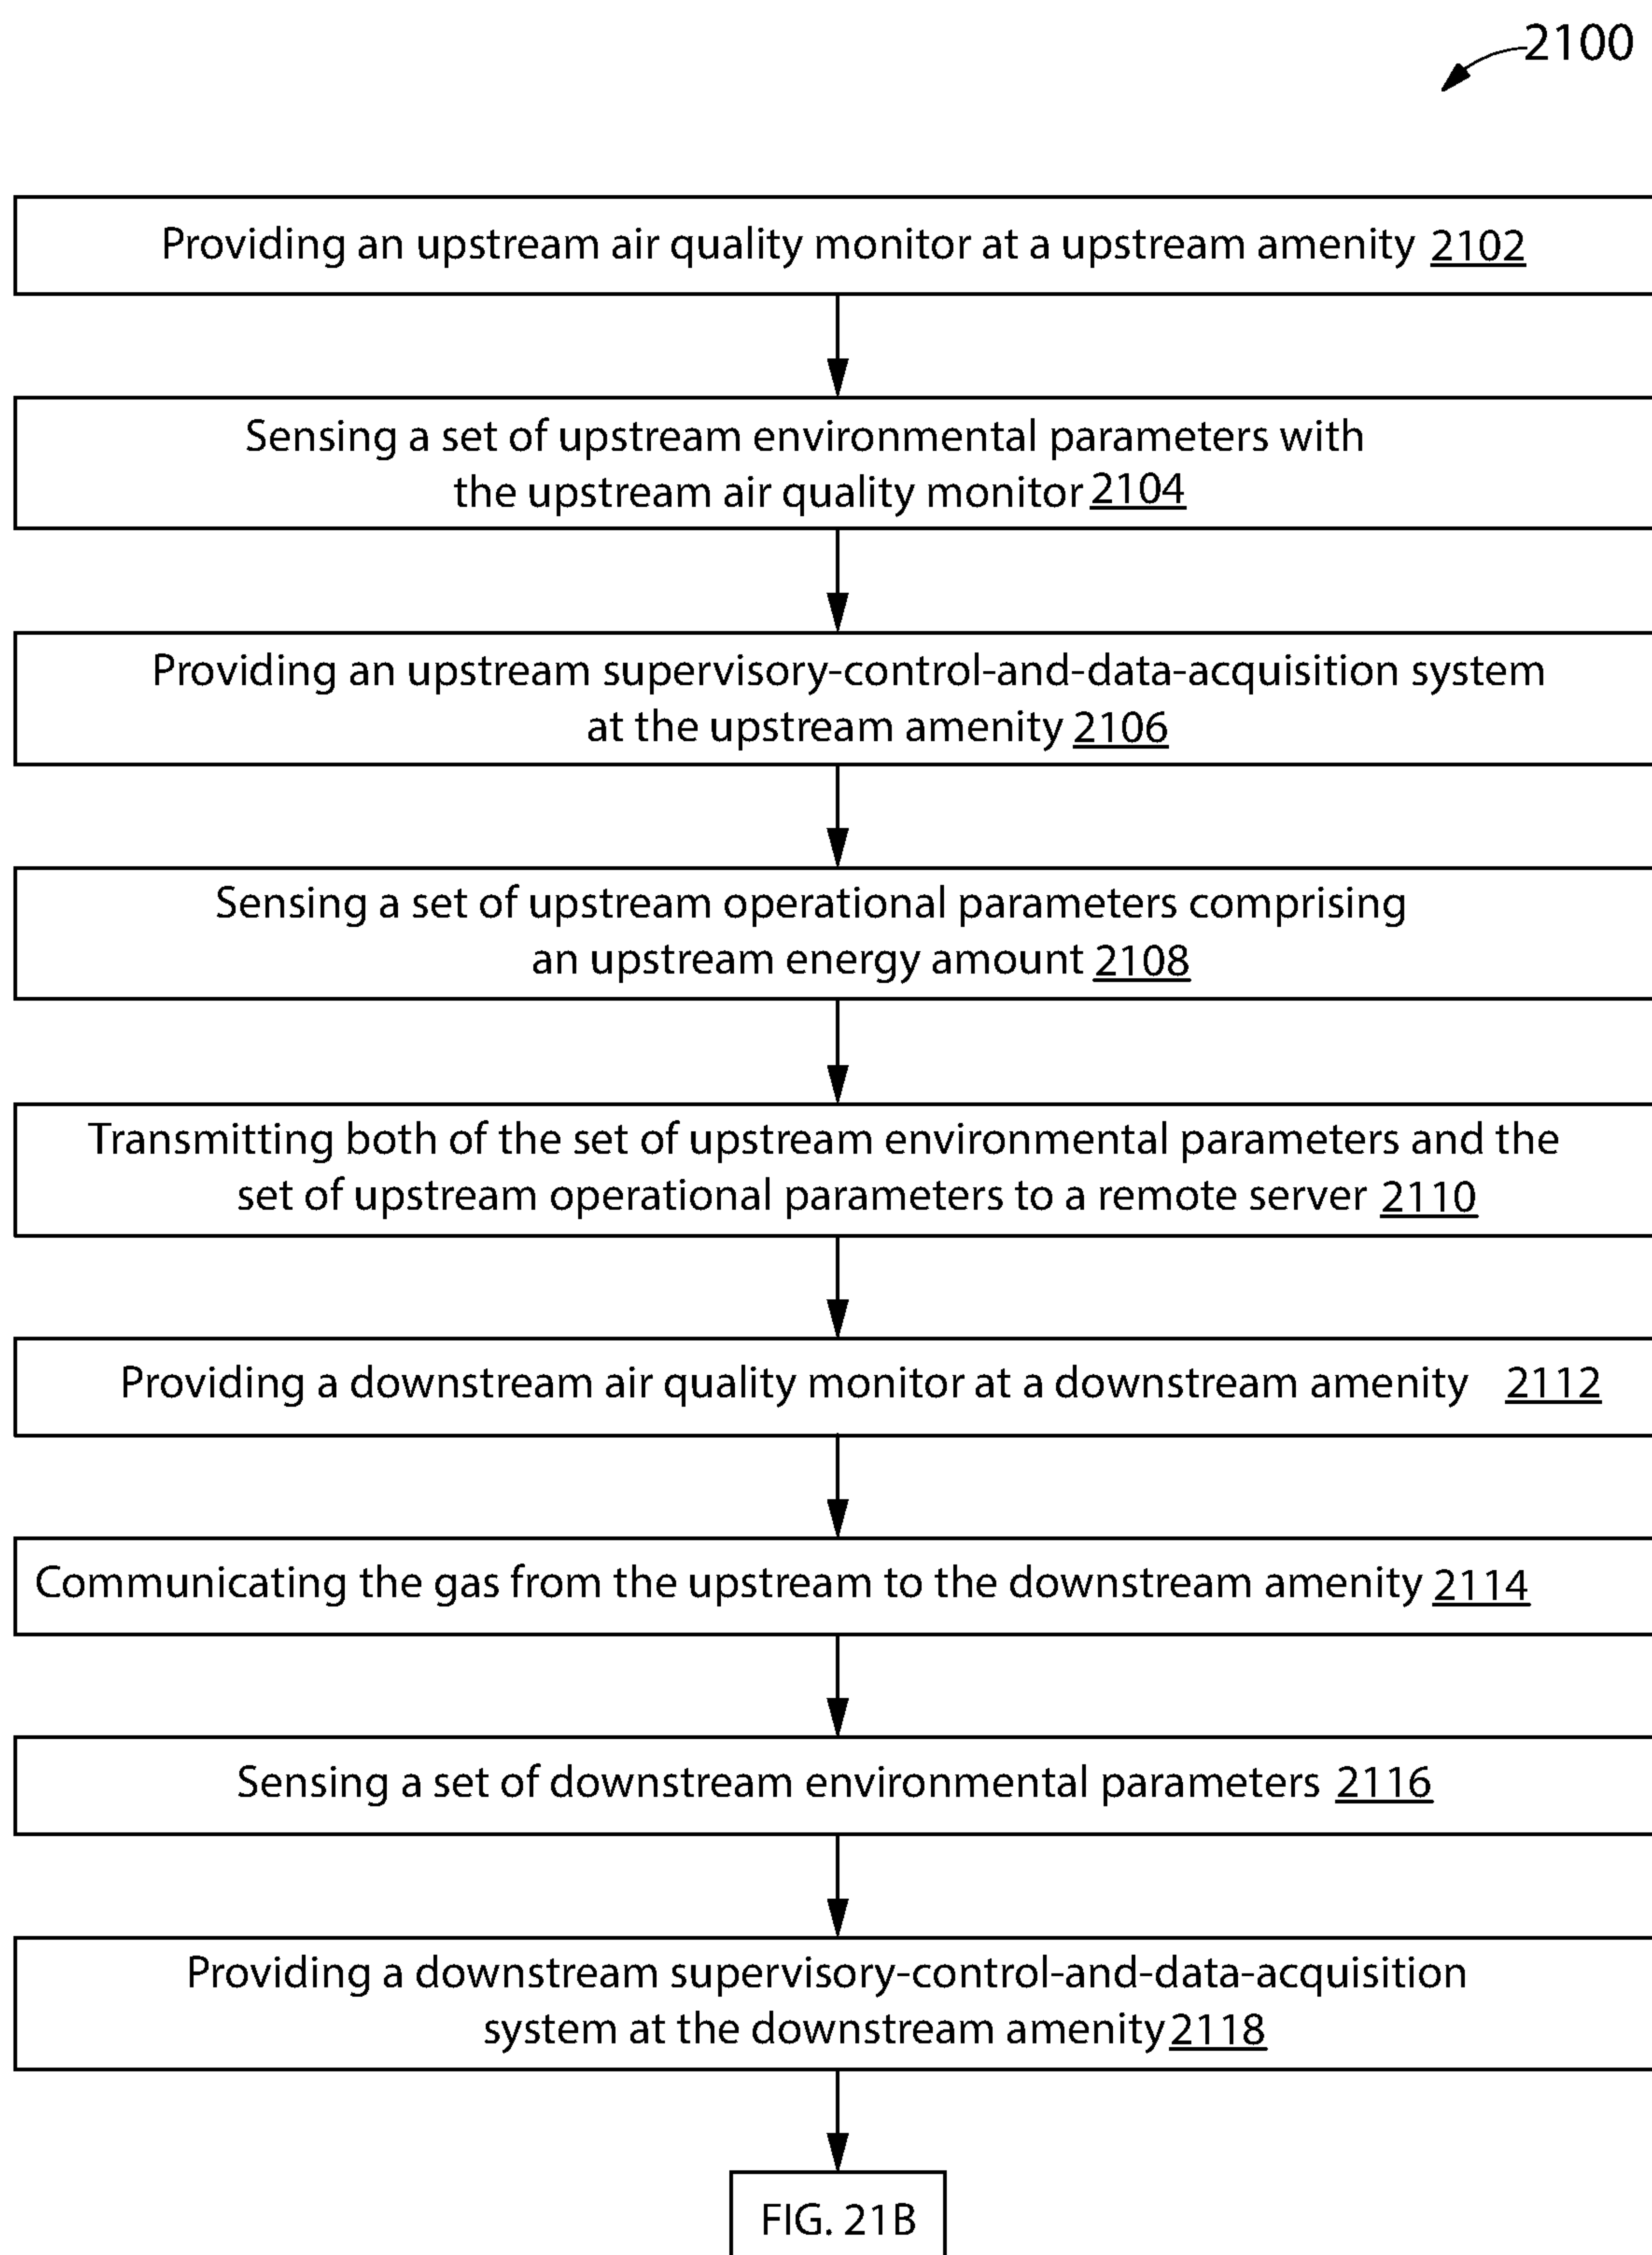 2100
Providing an upstream air quality monitor at a upstream amenity 2102
Sensing a set of upstream environmental parameters with
the upstream air quality monitor 2104
Providing an upstream supervisory-control-and-data-acquisition system
at the upstream amenity 2106
Sensing a set of upstream operational parameters comprising
an upstream energy amount 2108
Transmitting both of the set of upstream environmental parameters and the
set of upstream operational parameters to a remote server 2110
Providing a downstream air quality monitor at a downstream amenity 2112
Communicating the gas from the upstream to the downstream amenity 2114
Sensing a set of downstream environmental parameters 2116
Providing a downstream supervisory-control-and-data-acquisition
system at the downstream amenity 2118
FIG. 21B